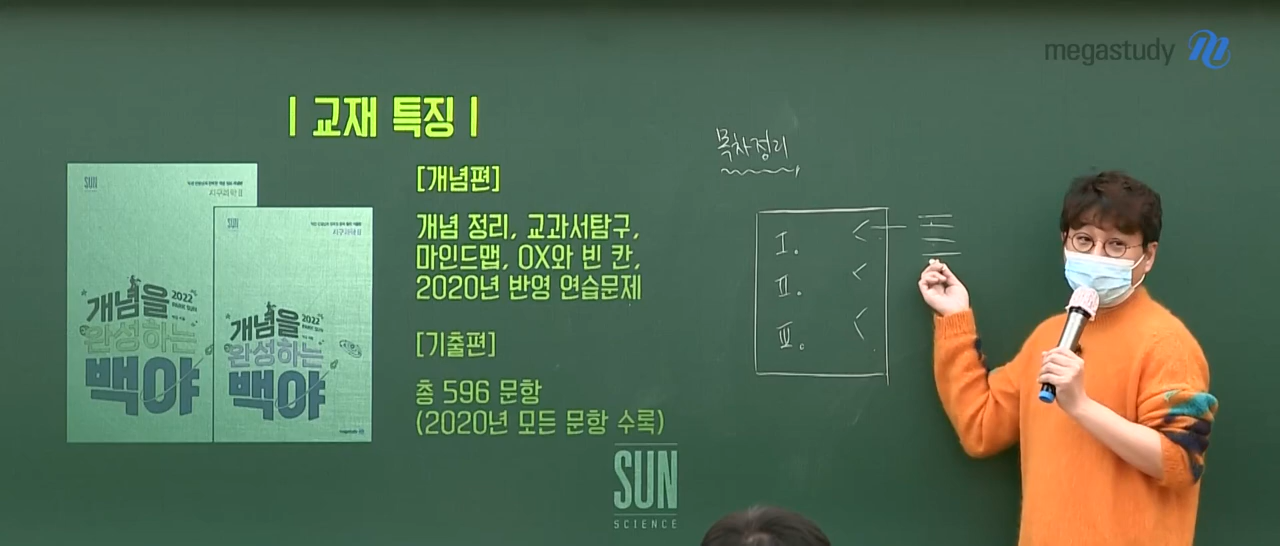 megastudy
| 교재 특징 |
[개념편]
개념 정리, 교과서탐구,
마인드맵, OX와 빈 칸,
2020년 반영 연습문제
[기출편]
총 596 문항
(2020년 모든 문항 수록)
SUN
SCIENCE
목차정리
Ⅰ.
Ⅱ.
Ⅲ.
SUN
지구과학Ⅱ
개념을
2022
완성하는
백야
SUN
지구과학Ⅱ
개념을
2022
완성하는
백야
megastudy